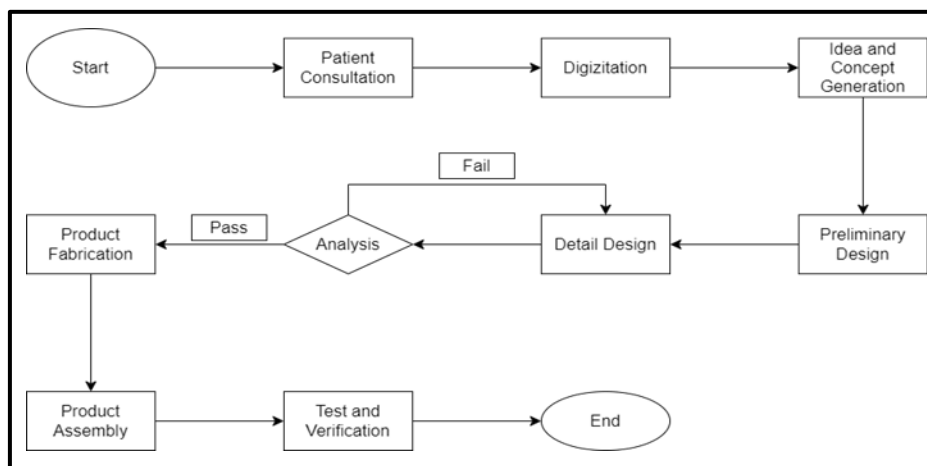 Start
Patient
Consultation
Digizitation
Idea and
Concept
Generation
Fail
Pass
Product
Fabrication
Analysis
Detail Design
Preliminary
Design
Product
Assembly
Test and
Verification
End